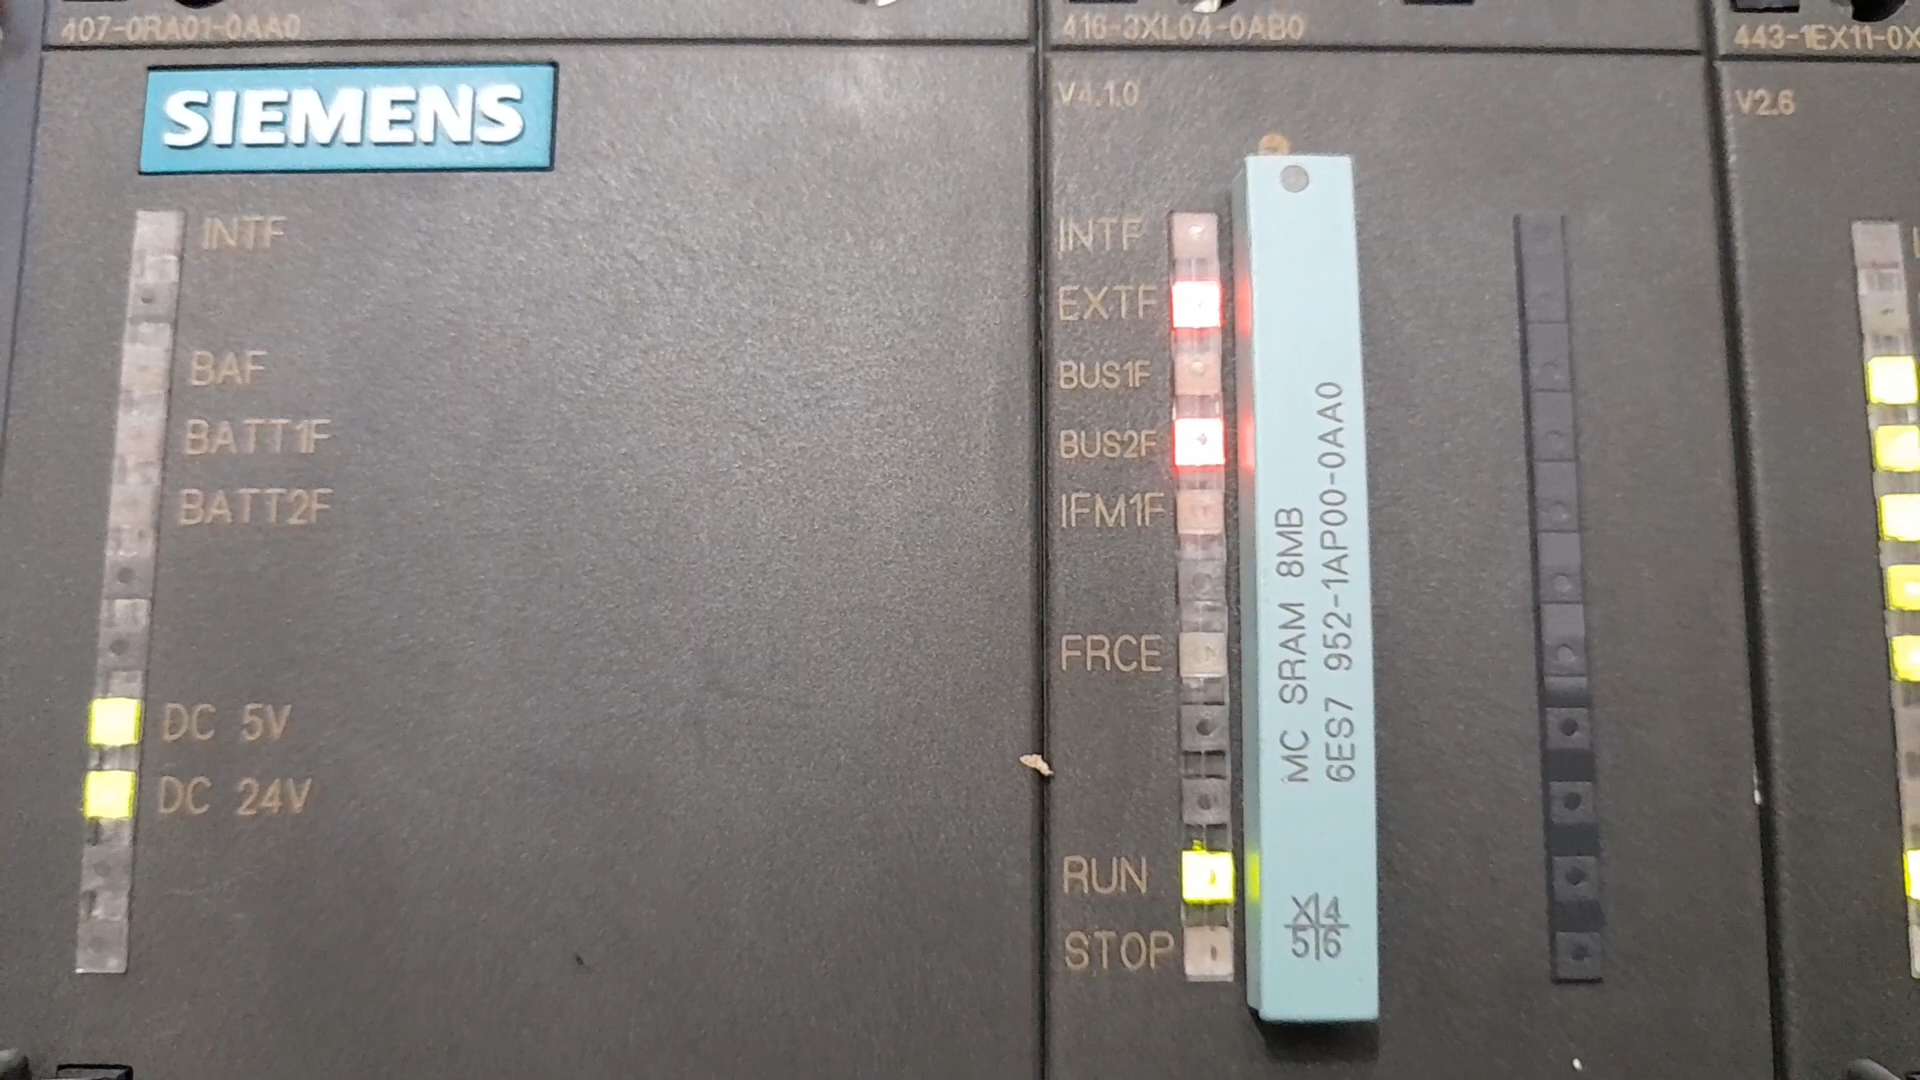 407-0RA01-0AA0
SIEMENS
INTF
BAF
BATT1F
BATT2F
DC 5V
DC 24V
416-3XL04-0AB0
V4.1.0
INTF
EXTF
BUS1F
BUS2F
IFM1F
FRCE
RUN
STOP
MC SRAM 8MB
6ES7 952-1AP00-0AA0
X 4
5 6
443-1EX11-0X
V2.6